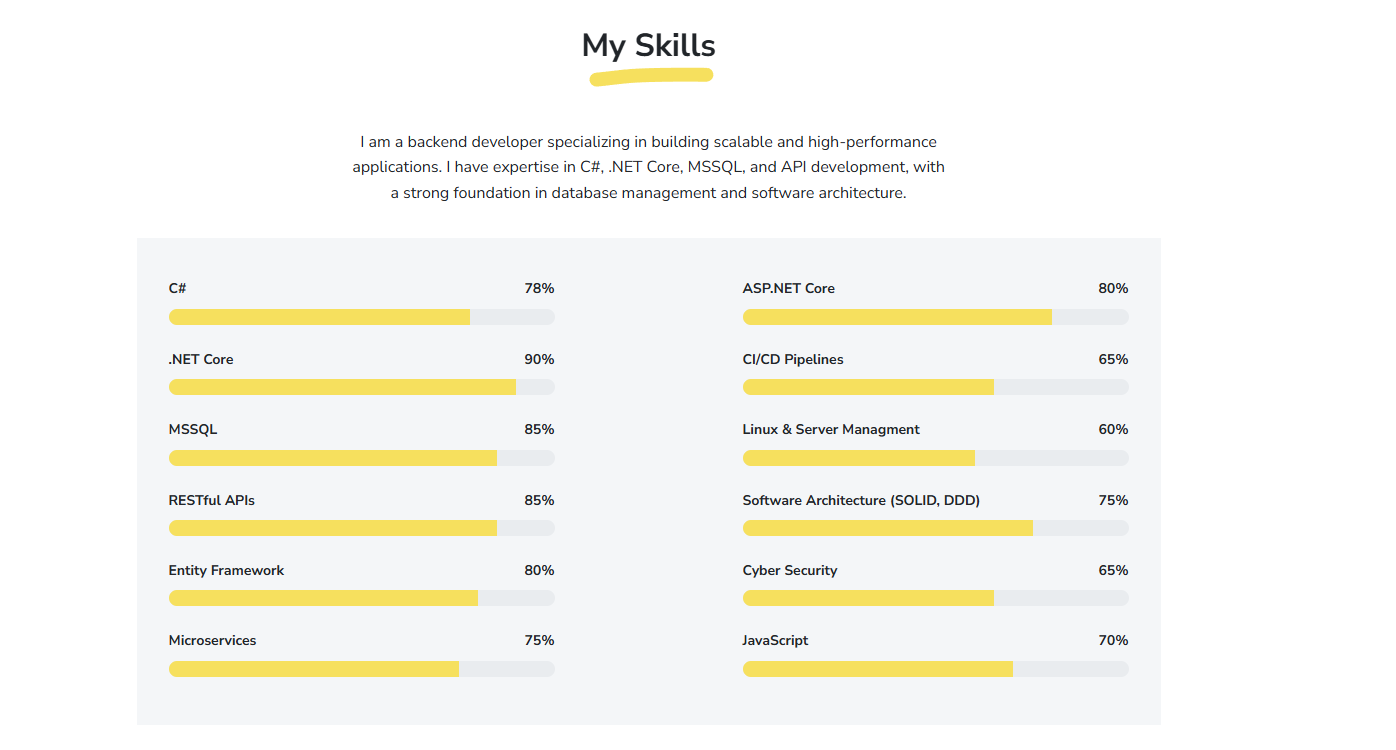 My Skills
I am a backend developer specializing in building scalable and high-performance
applications. I have expertise in C#, .NET Core, MSSQL, and API development, with
a strong foundation in database management and software architecture.
C# 78%
.NET Core 90%
MSSQL 85%
RESTful APIs 85%
Entity Framework 80%
Microservices 75%
ASP.NET Core 80%
CI/CD Pipelines 65%
Linux & Server Managment 60%
Software Architecture (SOLID, DDD) 75%
Cyber Security 65%
JavaScript 70%